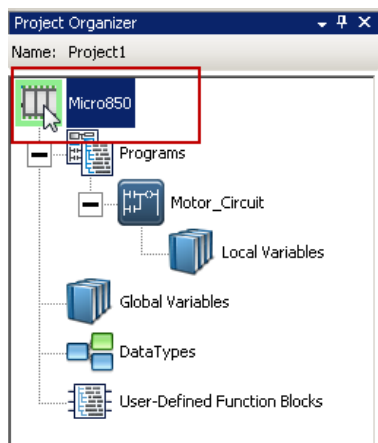 Project Organizer
Name: Project1
Micro850
Programs
Motor_Circuit
Local Variables
Global Variables
DataTypes
User-Defined Function Blocks